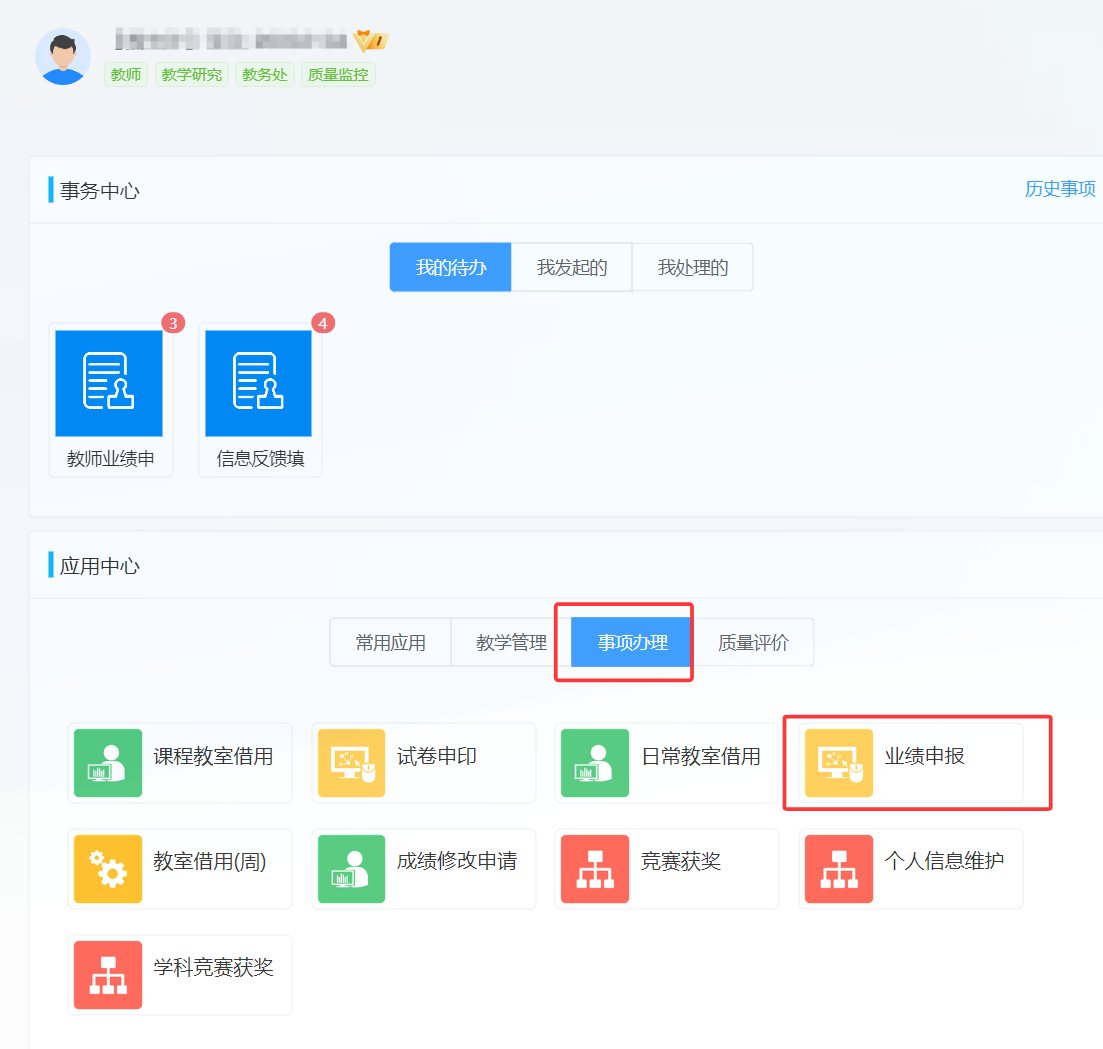 教师 教学研究 教务处 质量监控
事务中心 历史事项
我的待办 我发起的 我处理的
3 4
教师业绩申 信息反馈填
应用中心
常用应用 教学管理 事项办理 质量评价
课程教室借用 试卷申印 日常教室借用 业绩申报
教室借用(周) 成绩修改申请 竞赛获奖 个人信息维护
学科竞赛获奖